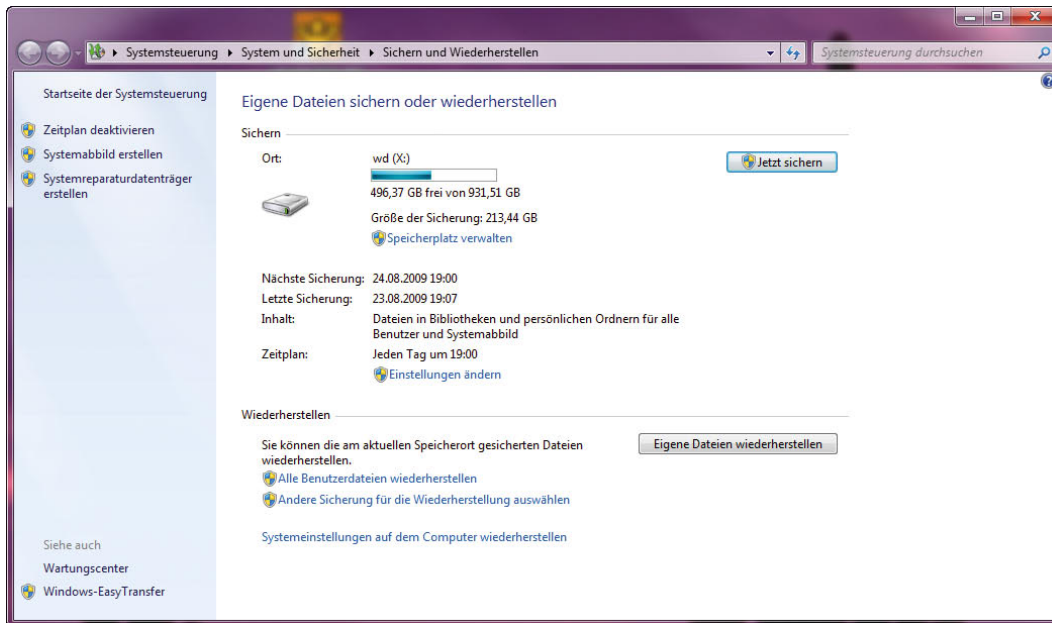 Systemsteuerung ▸ System und Sicherheit ▸ Sichern und Wiederherstellen
Systemsteuerung durchsuchen
Startseite der Systemsteuerung
Zeitplan deaktivieren
Systemabbild erstellen
Systemreparaturdatenträger
erstellen
Siehe auch
Wartungscenter
Windows-EasyTransfer
Eigene Dateien sichern oder wiederherstellen
Sichern
Ort: wd (X:)
Jetzt sichern
496,37 GB frei von 931,51 GB
Größe der Sicherung: 213,44 GB
Speicherplatz verwalten
Nächste Sicherung: 24.08.2009 19:00
Letzte Sicherung: 23.08.2009 19:07
Inhalt: Dateien in Bibliotheken und persönlichen Ordnern für alle
Benutzer und Systemabbild
Zeitplan: Jeden Tag um 19:00
Einstellungen ändern
Wiederherstellen
Sie können die am aktuellen Speicherort gesicherten Dateien
wiederherstellen.
Eigene Dateien wiederherstellen
Alle Benutzerdateien wiederherstellen
Andere Sicherung für die Wiederherstellung auswählen
Systemeinstellungen auf dem Computer wiederherstellen